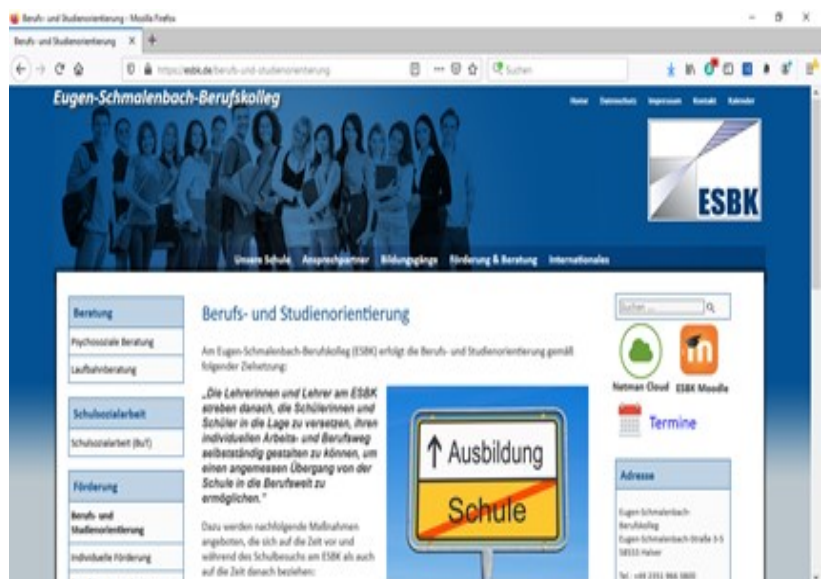 Berufs- und Studienorientierung - Mozilla Firefox
Berufs- und Studienorientierung
https://esbk.de/berufs-und-studienorientierung
Suchen
Eugen-Schmalenbach-Berufskolleg
Home Datenschutz Impressum Kontakt Kalender
ESBK
Unsere Schule Ansprechpartner Bildungsgänge Förderung & Beratung Internationales
Beratung
Psychosoziale Beratung
Laufbahnberatung
Schulsozialarbeit
Schulsozialarbeit (BuT)
Förderung
Berufs- und
Studienorientierung
Individuelle Förderung
Berufs- und Studienorientierung
Am Eugen-Schmalenbach-Berufskolleg (ESBK) erfolgt die Berufs- und Studienorientierung gemäß
folgender Zielsetzung:
„Die Lehrerinnen und Lehrer am ESBK
streben danach, die Schülerinnen und
Schüler in die Lage zu versetzen, ihren
individuellen Arbeits- und Berufsweg
selbstständig gestalten zu können, um
einen angemessen Übergang von der
Schule in die Berufswelt zu
ermöglichen."
Dazu werden nachfolgende Maßnahmen
angeboten, die sich auf die Zeit vor und
während des Schulbesuchs am ESBK als auch
auf die Zeit danach beziehen:
Ausbildung
Schule
Suchen ...
Netman Cloud ESBK Moodle
Termine
Adresse
Eugen-Schmalenbach-
Berufskolleg
Eugen-Schmalenbach-Straße 3-5
58553 Halver